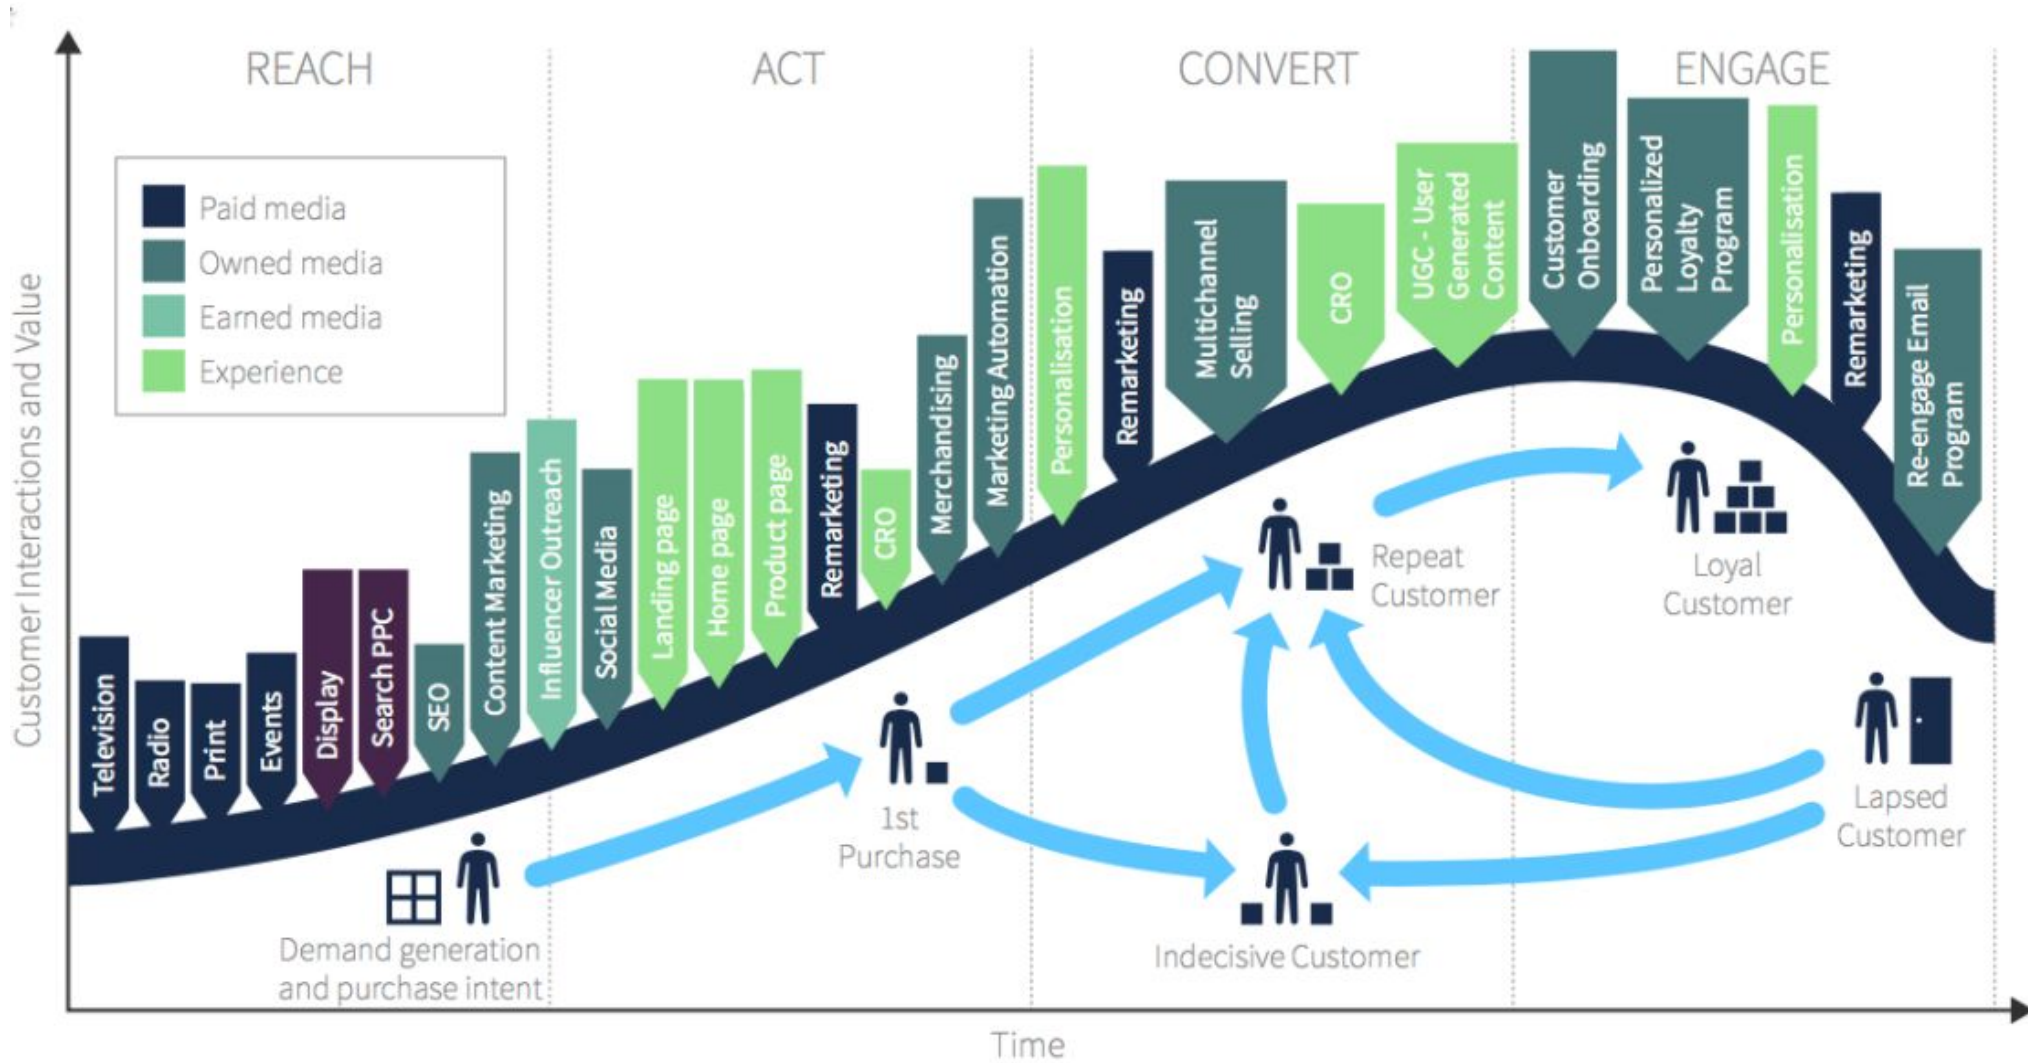 REACH
ACT
CONVERT
ENGAGE
Paid media
Owned media
Earned media
Experience
Customer Interactions and Value
Television
Radio
Print
Events
Display
Search PPC
SEO
Content Marketing
Influencer Outreach
Social Media
Landing page
Home page
Product page
Remarketing
CRO
Merchandising
Marketing Automation
Personalisation
Remarketing
Multichannel
Selling
CRO
UGC - User
Generated
Content
Customer
Onboarding
Personalized
Loyalty
Program
Personalisation
Remarketing
Re-engage Email
Program
Demand generation
and purchase intent
1st
Purchase
Repeat
Customer
Indecisive Customer
Loyal
Customer
Lapsed
Customer
Time